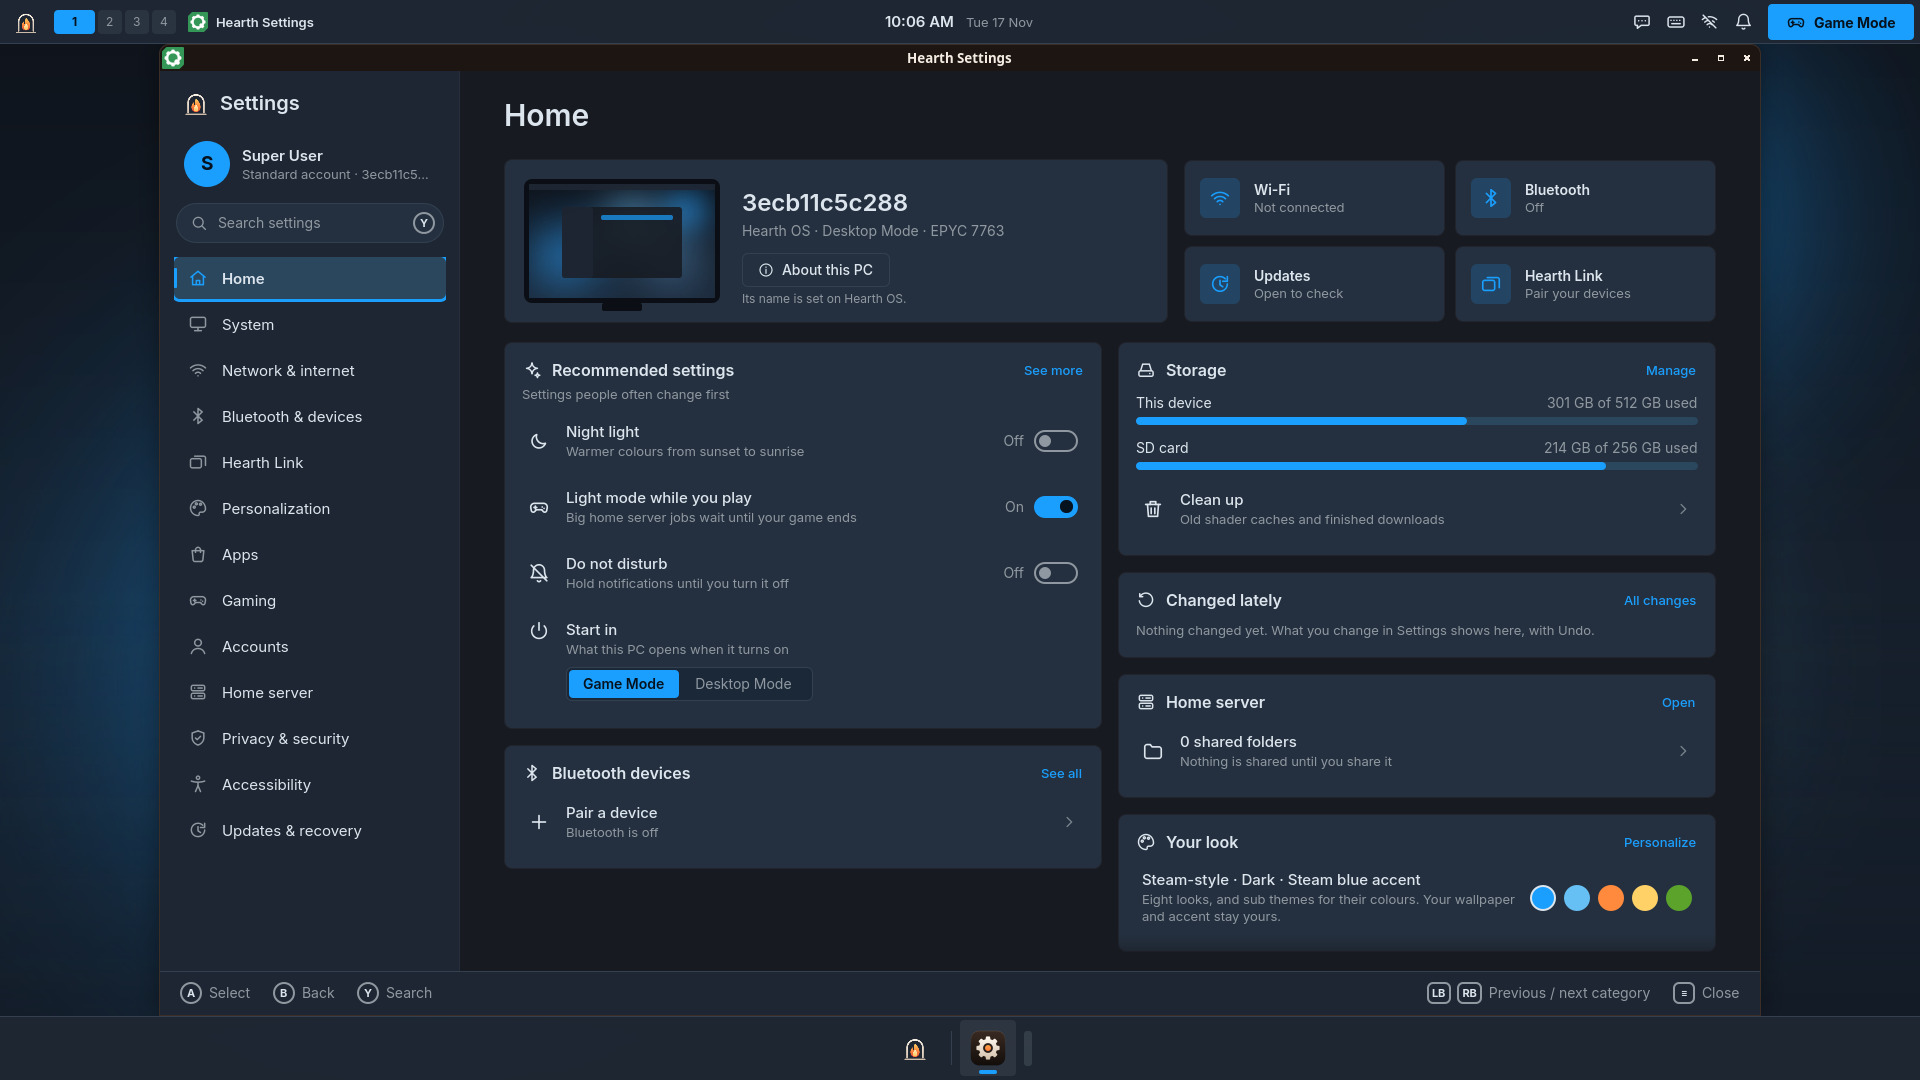 1 2 3 4 Hearth Settings
10:06 AM Tue 17 Nov
Game Mode
Hearth Settings
Settings
S
Super User
Standard account · 3ecb11c5...
Search settings Y
Home
System
Network & internet
Bluetooth & devices
Hearth Link
Personalization
Apps
Gaming
Accounts
Home server
Privacy & security
Accessibility
Updates & recovery
Home
3ecb11c5c288
Hearth OS · Desktop Mode · EPYC 7763
About this PC
Its name is set on Hearth OS.
Wi-Fi
Not connected
Bluetooth
Off
Updates
Open to check
Hearth Link
Pair your devices
Recommended settings See more
Settings people often change first
Night light
Warmer colours from sunset to sunrise
Off
Light mode while you play
Big home server jobs wait until your game ends
On
Do not disturb
Hold notifications until you turn it off
Off
Start in
What this PC opens when it turns on
Game Mode Desktop Mode
Bluetooth devices See all
Pair a device
Bluetooth is off
Storage Manage
This device 301 GB of 512 GB used
SD card 214 GB of 256 GB used
Clean up
Old shader caches and finished downloads
Changed lately All changes
Nothing changed yet. What you change in Settings shows here, with Undo.
Home server Open
0 shared folders
Nothing is shared until you share it
Your look Personalize
Steam-style · Dark · Steam blue accent
Eight looks, and sub themes for their colours. Your wallpaper
and accent stay yours.
A Select B Back Y Search
LB RB Previous / next category Close